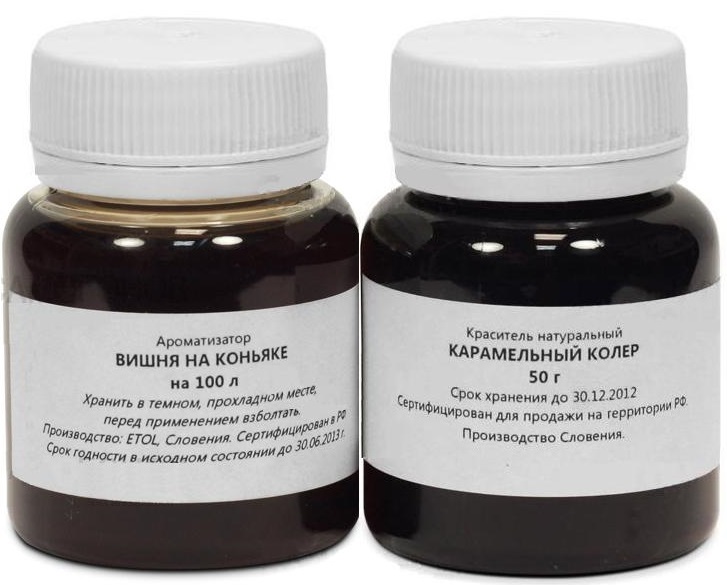 Ароматизатор
ВИШНЯ НА КОНЬЯКЕ
на 100 л
Хранить в темном, прохладном месте,
перед применением взболтать.
Производство: ETOL, Словения. Сертифицирован в РФ
Срок годности в исходном состоянии до 30.06.2013 г.
Краситель натуральный
КАРАМЕЛЬНЫЙ КОЛЕР
50 г
Срок хранения до 30.12.2012
Сертифицирован для продажи на территории РФ.
Производство Словения.